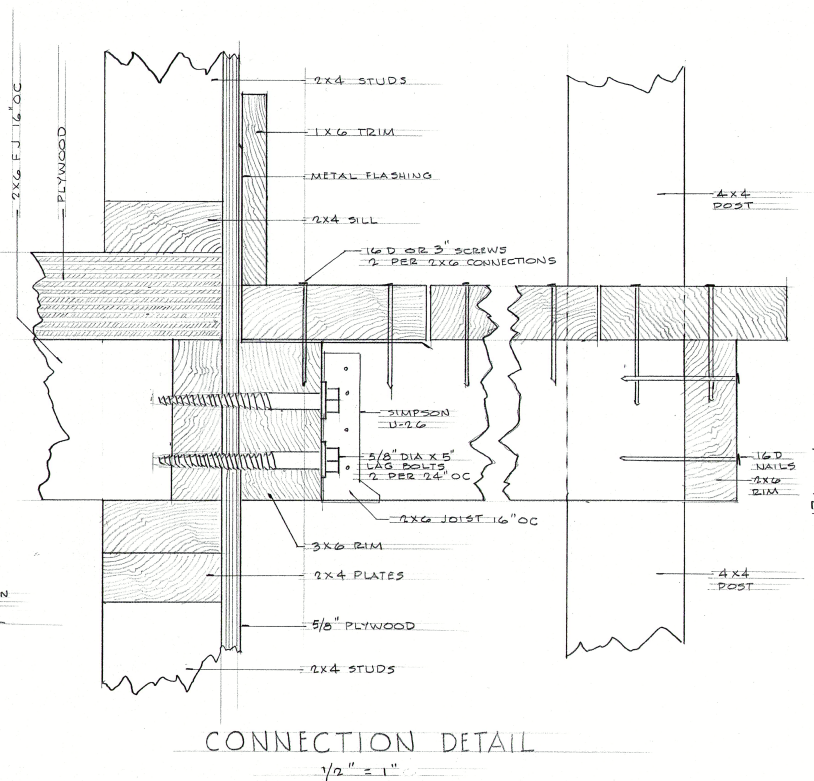 2X6 FJ 16" OC
PLYWOOD
2X4 STUDS
1X6 TRIM
METAL FLASHING
2X4 SILL
16 D OR 3" SCREWS
2 PER 2X6 CONNECTIONS
4X4
POST
SIMPSON
U-26
5/8" DIA X 5"
LAG BOLTS
2 PER 24" OC
16D
NAILS
2X6
RIM
2X6 JOIST 16" OC
3X6 RIM
2X4 PLATES
4X4
POST
5/8" PLYWOOD
2X4 STUDS
CONNECTION DETAIL
1/2" = 1"